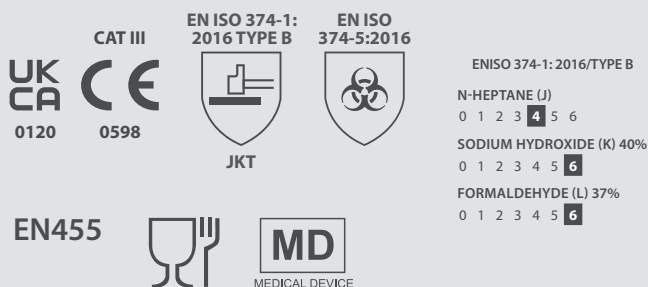 CAT III
UK
CA
CE
0120
0598
EN ISO 374-1:
2016 TYPE B
JKT
EN ISO
374-5:2016
ENISO 374-1: 2016/TYPE B
N-HEPTANE (J)
0 1 2 3 4 5 6
SODIUM HYDROXIDE (K) 40%
0 1 2 3 4 5 6
FORMALDEHYDE (L) 37%
0 1 2 3 4 5 6
EN455
MD
MEDICAL DEVICE